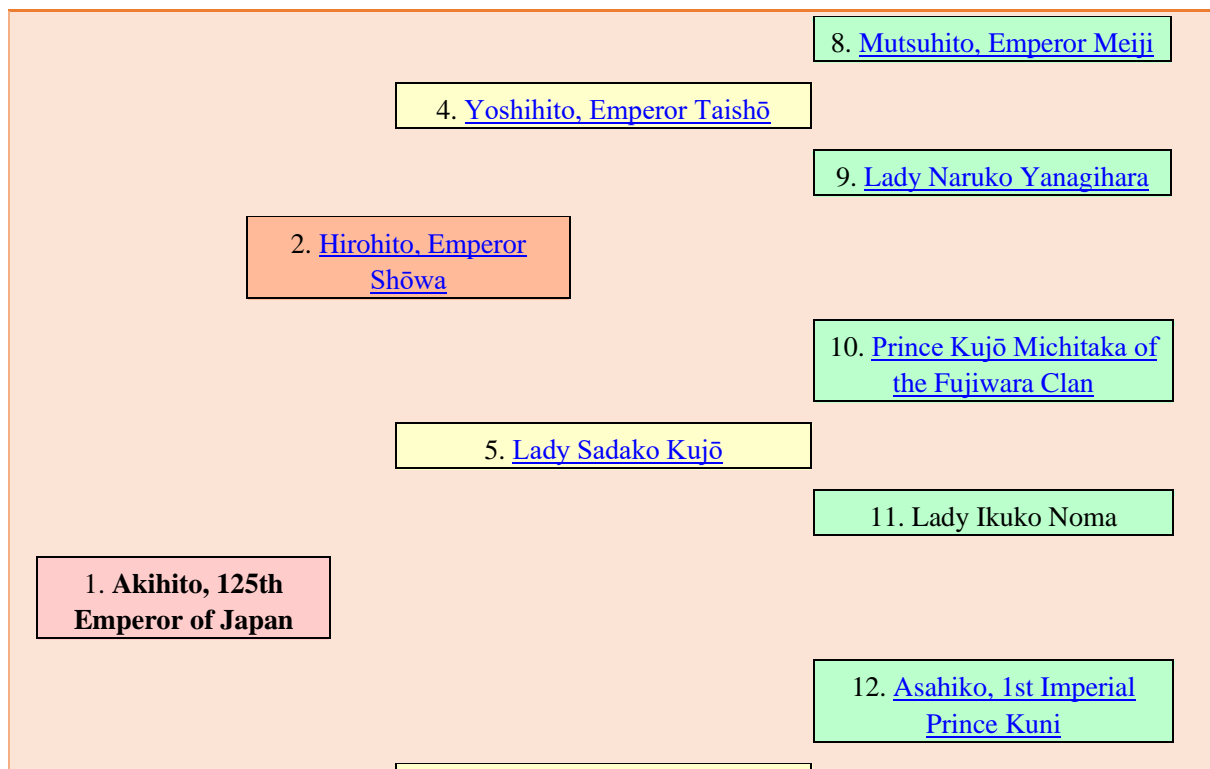 8. Mutsuhito, Emperor Meiji
4. Yoshihito, Emperor Taishō
9. Lady Naruko Yanagihara
2. Hirohito, Emperor
Shōwa
10. Prince Kujō Michitaka of
the Fujiwara Clan
5. Lady Sadako Kujō
11. Lady Ikuko Noma
1. Akihito, 125th
Emperor of Japan
12. Asahiko, 1st Imperial
Prince Kuni